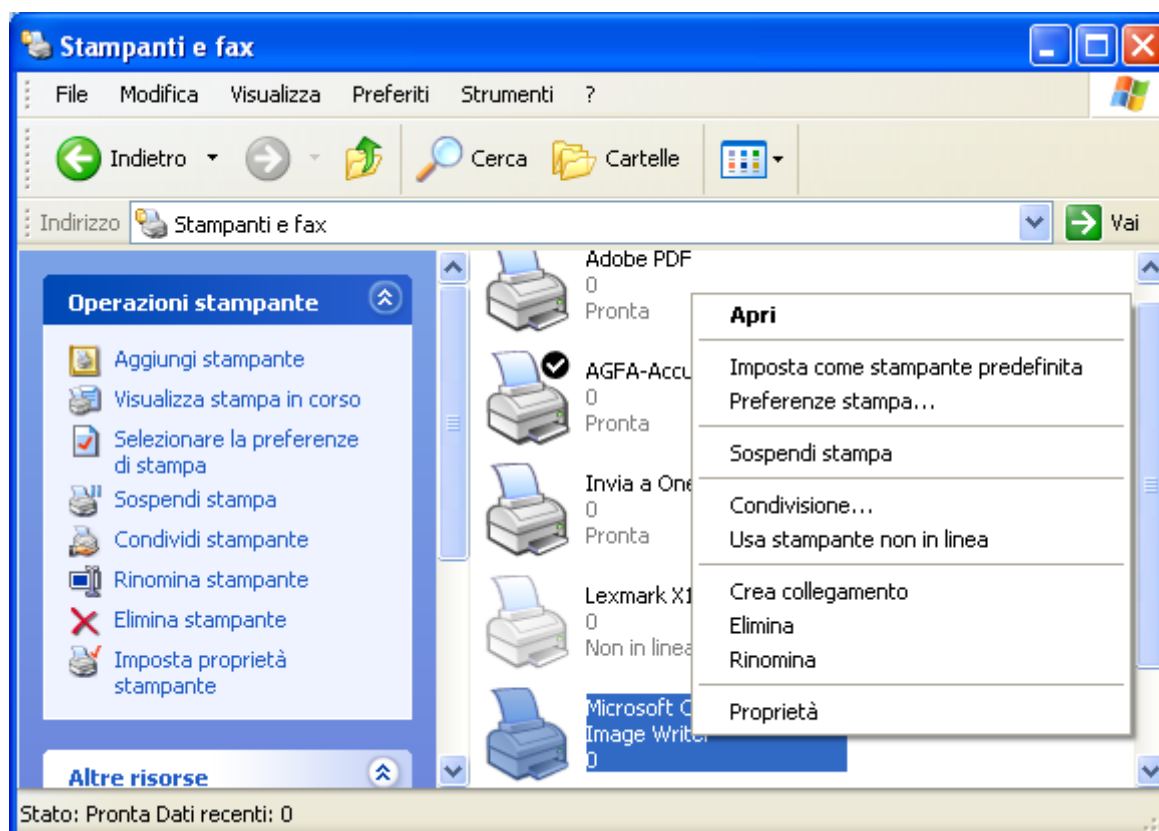 Stampanti e fax
File Modifica Visualizza Preferiti Strumenti ?
Indietro Cerca Cartelle
Indirizzo Stampanti e fax Vai
Operazioni stampante
Aggiungi stampante
Visualizza stampa in corso
Selezionare la preferenze
di stampa
Sospendi stampa
Condividi stampante
Rinomina stampante
Elimina stampante
Imposta proprietà
stampante
Altre risorse
Adobe PDF
0
Pronta
AGFA-Accu
0
Pronta
Invia a One
0
Pronta
Lexmark X1
0
Non in linea
Microsoft
Image Writer
0
Apri
Imposta come stampante predefinita
Preferenze stampa...
Sospendi stampa
Condivisione...
Usa stampante non in linea
Crea collegamento
Elimina
Rinomina
Proprietà
Stato: Pronta Dati recenti: 0